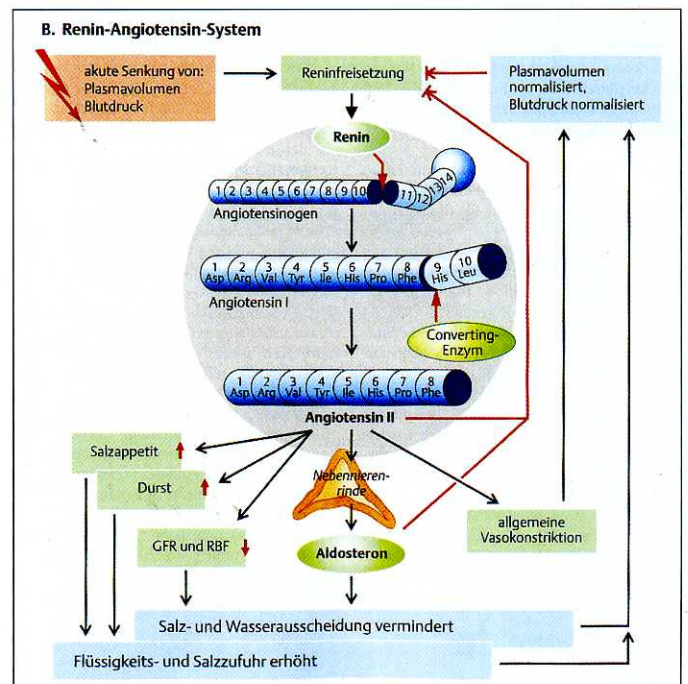 B. Renin-Angiotensin-System
akute Senkung von:
Plasmavolumen
Blutdruck
Reninfreisetzung
Plasmavolumen
normalisiert,
Blutdruck normalisiert
Renin
1 2 3 4 5 6 7 8 9 10 11 12 13 14
Angiotensinogen
1 2 3 4 5 6 7 8 9 10
Asp Arg Val Tyr Ile His Pro Phe His Leu
Angiotensin I
Converting-
Enzym
1 2 3 4 5 6 7 8
Asp Arg Val Tyr Ile His Pro Phe
Angiotensin II
Salzappetit
Durst
GFR und RBF
Nebennieren-
rinde
Aldosteron
allgemeine
Vasokonstriktion
Salz- und Wasserausscheidung vermindert
Flüssigkeits- und Salzzufuhr erhöht